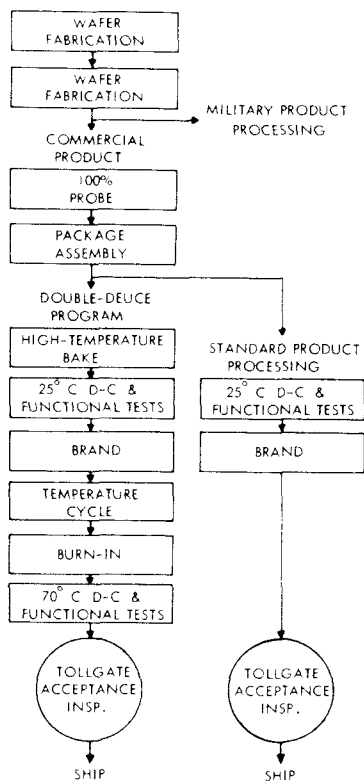 WAFER
FABRICATION
WAFER
FABRICATION
MILITARY PRODUCT
PROCESSING
COMMERCIAL
PRODUCT
100%
PROBE
PACKAGE
ASSEMBLY
DOUBLE-DEUCE
PROGRAM
HIGH-TEMPERATURE
BAKE
25° C D-C &
FUNCTIONAL TESTS
BRAND
TEMPERATURE
CYCLE
BURN-IN
70° C D-C &
FUNCTIONAL TESTS
TOLLGATE
ACCEPTANCE
INSP.
SHIP
STANDARD PRODUCT
PROCESSING
25° C D-C &
FUNCTIONAL TESTS
BRAND
TOLLGATE
ACCEPTANCE
INSP.
SHIP